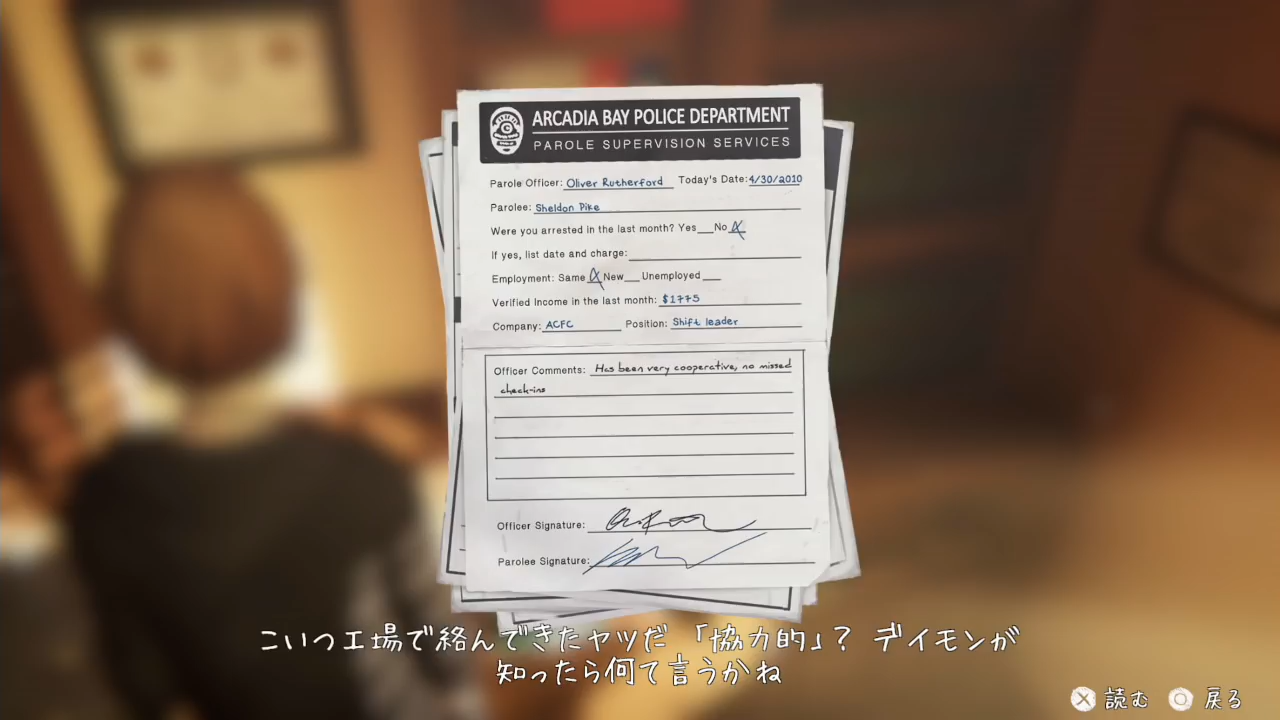 ARCADIA BAY POLICE DEPARTMENT
PAROLE SUPERVISION SERVICES
Parole Officer: Oliver Rutherford Today's Date: 4/30/2010
Parolee: Sheldon Pike
Were you arrested in the last month? Yes__No X
If yes, list date and charge:
Employment: Same X New__Unemployed__
Verified Income in the last month: $1775
Company: ACFC Position: Shift leader
Officer Comments: Has been very cooperative, no missed
check-ins
Officer Signature:
Parolee Signature:
こいつ工場で絡んできたヤツだ 「協力的」? デイモンが
知ったら何て言うかね
読む 戻る